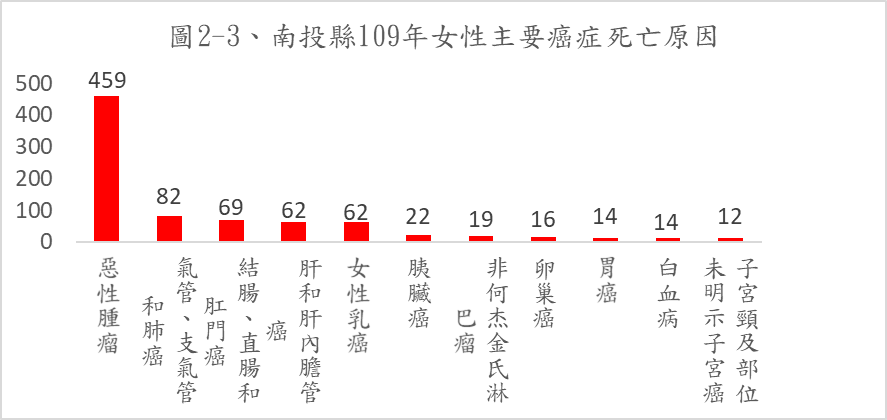 圖2-3、南投縣109年女性主要癌症死亡原因
500
400
300
200
100
0
459
82
69
62
62
22
19
16
14
14
12
惡性腫瘤
氣管、支氣管
和肺癌
結腸、直腸和
肛門癌
肝和肝內膽管
癌
女性乳癌
胰臟癌
非何杰金氏淋
巴瘤
卵巢癌
胃癌
白血病
子宮頸及部位
未明示子宮癌